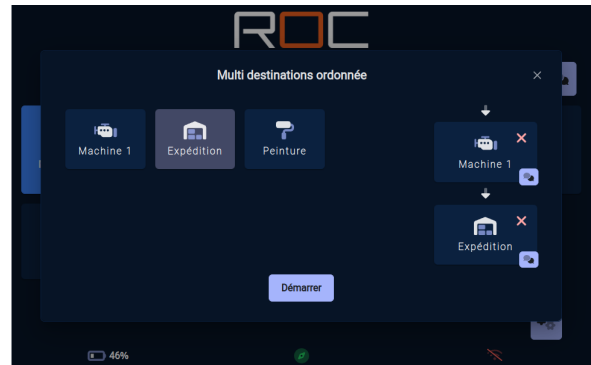 ROC
Multi destinations ordonnée
Machine 1
Expédition
Peinture
Machine 1
Expédition
Démarrer
46%